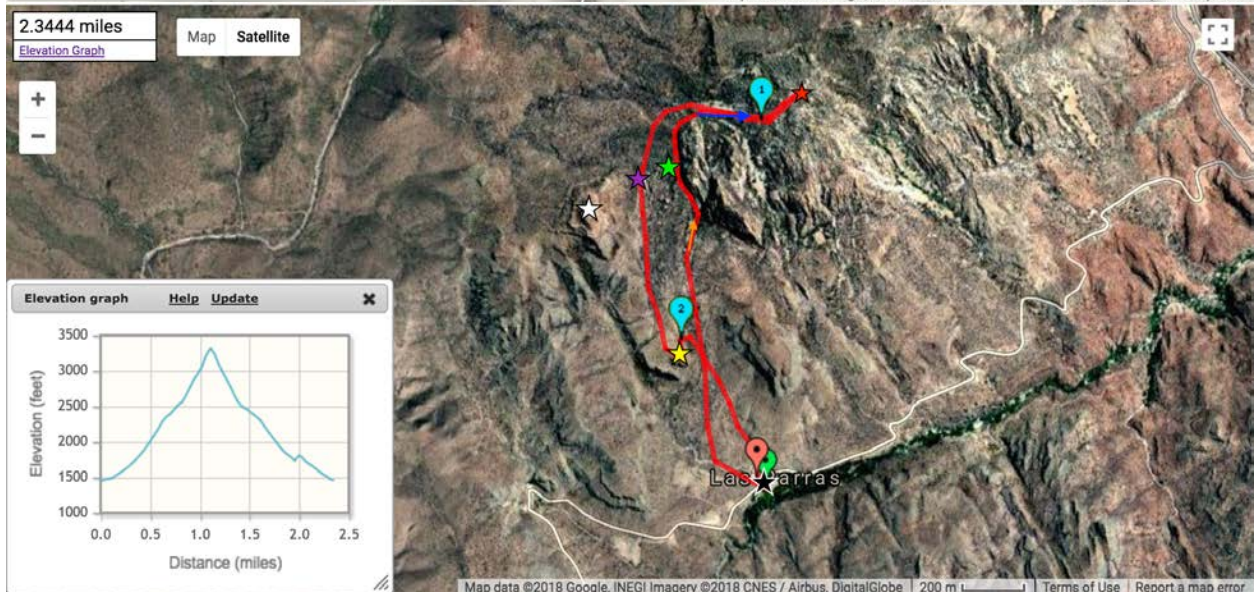 2.3444 miles
Elevation Graph
Map Satellite
+
−
1
2
Elevation graph Help Update ✖
3500
3000
2500
2000
1500
1000
Elevation (feet)
0.0 0.5 1.0 1.5 2.0 2.5
Distance (miles)
Las arras
Map data ©2018 Google, INEGI Imagery ©2018 CNES / Airbus, DigitalGlobe 200 m Terms of Use Report a map error